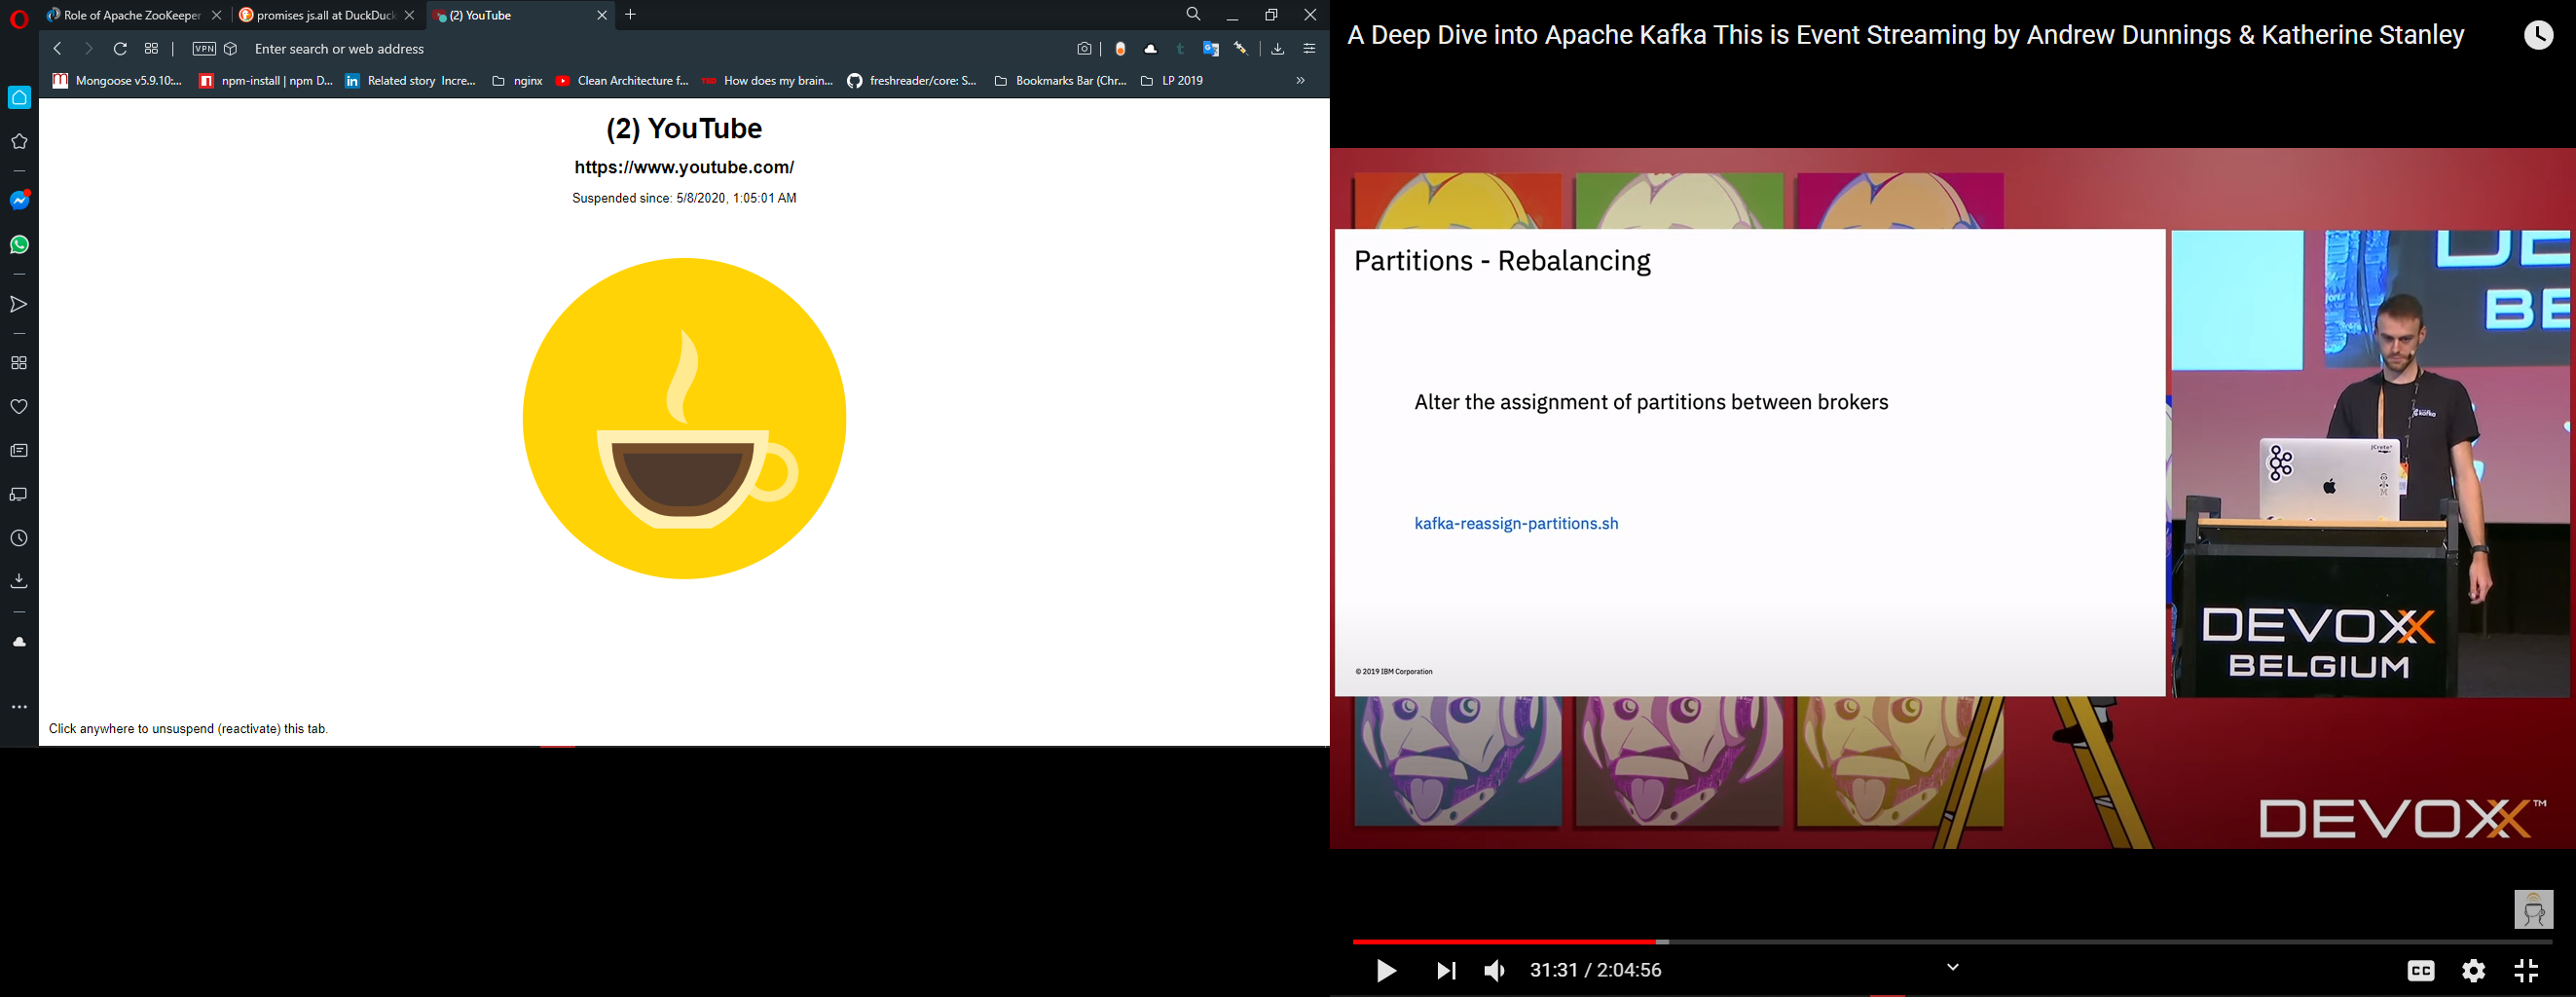 Role of Apache ZooKeeper
promises js.all at DuckDuck
(2) YouTube
VPN
Enter search or web address
Mongoose v5.9.10:...
npm-install | npm D...
Related story Incre...
nginx
Clean Architecture f...
TED
How does my brain...
freshreader/core: S...
Bookmarks Bar (Chr...
LP 2019
(2) YouTube
https://www.youtube.com/
Suspended since: 5/8/2020, 1:05:01 AM
Click anywhere to unsuspend (reactivate) this tab.
A Deep Dive into Apache Kafka This is Event Streaming by Andrew Dunnings & Katherine Stanley
Partitions - Rebalancing
Alter the assignment of partitions between brokers
kafka-reassign-partitions.sh
© 2019 IBM Corporation
BE
kafka
DEVOXX
BELGIUM
DEVOXX™
31:31 / 2:04:56
CC